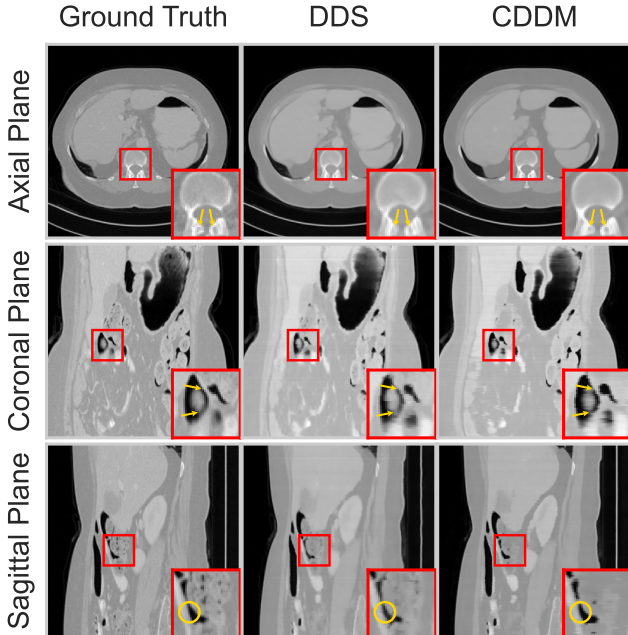 Ground Truth DDS CDDM
Axial Plane
Coronal Plane
Sagittal Plane